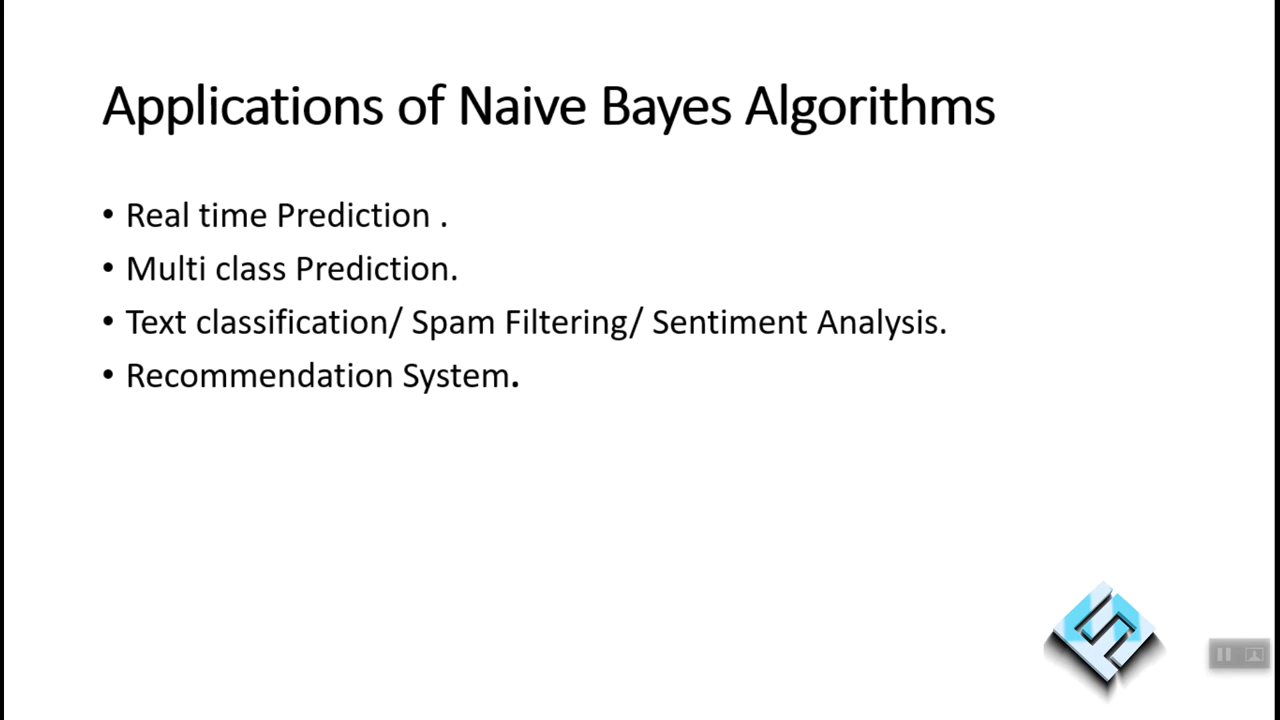 Applications of Naive Bayes Algorithms
• Real time Prediction .
• Multi class Prediction.
• Text classification/ Spam Filtering/ Sentiment Analysis.
• Recommendation System.